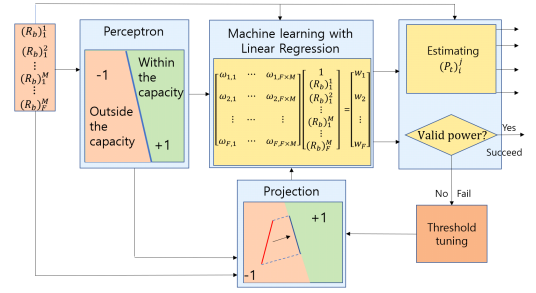 (R_b)_1^1
(R_b)_1^2
⋮
(R_b)_1^M
⋮
(R_b)_F^M
Perceptron
-1
Within
the
capacity
Outside
the
capacity
+1
Machine learning with
Linear Regression
ω_{1,1} ⋯ ω_{1,F×M}
ω_{2,1} ⋯ ω_{2,F×M}
⋮ ⋯ ⋮
ω_{F,1} ⋯ ω_{F,F×M}
1
(R_b)_1^1
(R_b)_1^2
⋮
(R_b)_1^M
⋮
(R_b)_F^M
=
w_1
w_2
⋮
w_F
Estimating
(P_t)_i^j
Valid power?
Yes
Succeed
No Fail
Threshold
tuning
Projection
+1
-1